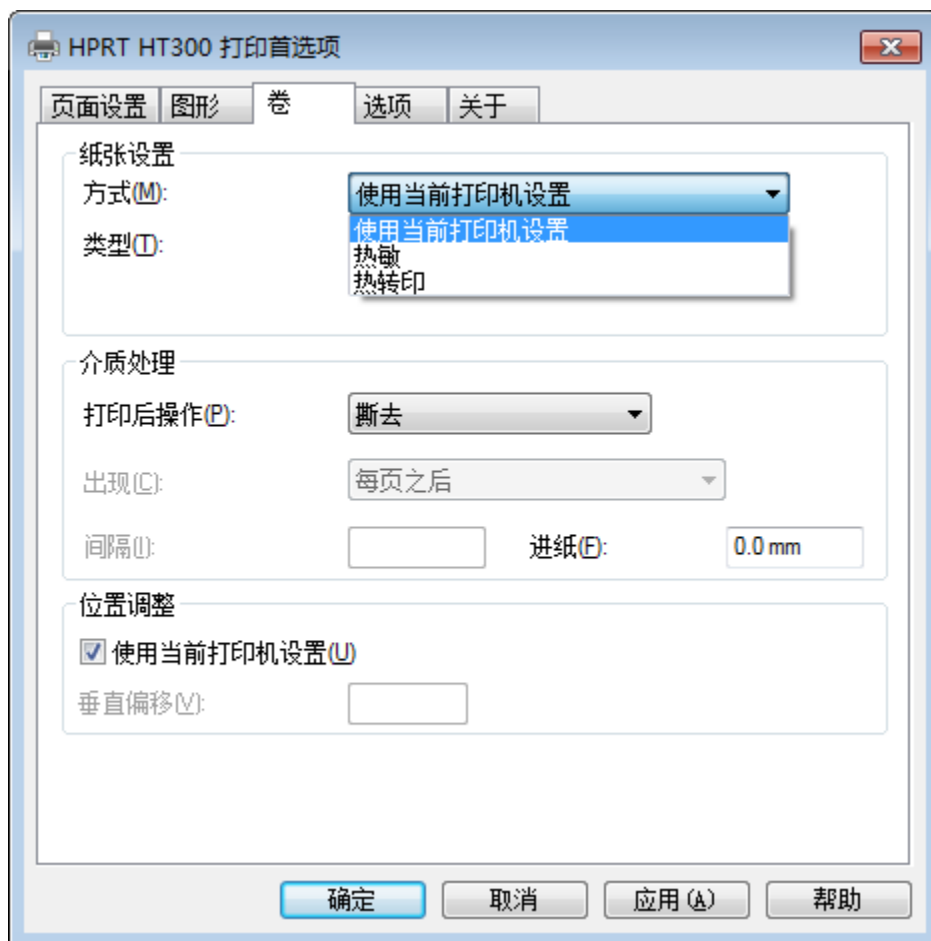 HPRT HT300 打印首选项
页面设置 图形 卷 选项 关于
纸张设置
方式(M): 使用当前打印机设置
使用当前打印机设置
类型(T):
热敏
热转印
介质处理
打印后操作(P): 撕去
出现(C): 每页之后
间隔(I): 进纸(F): 0.0 mm
位置调整
使用当前打印机设置(U)
垂直偏移(V):
确定 取消 应用(A) 帮助